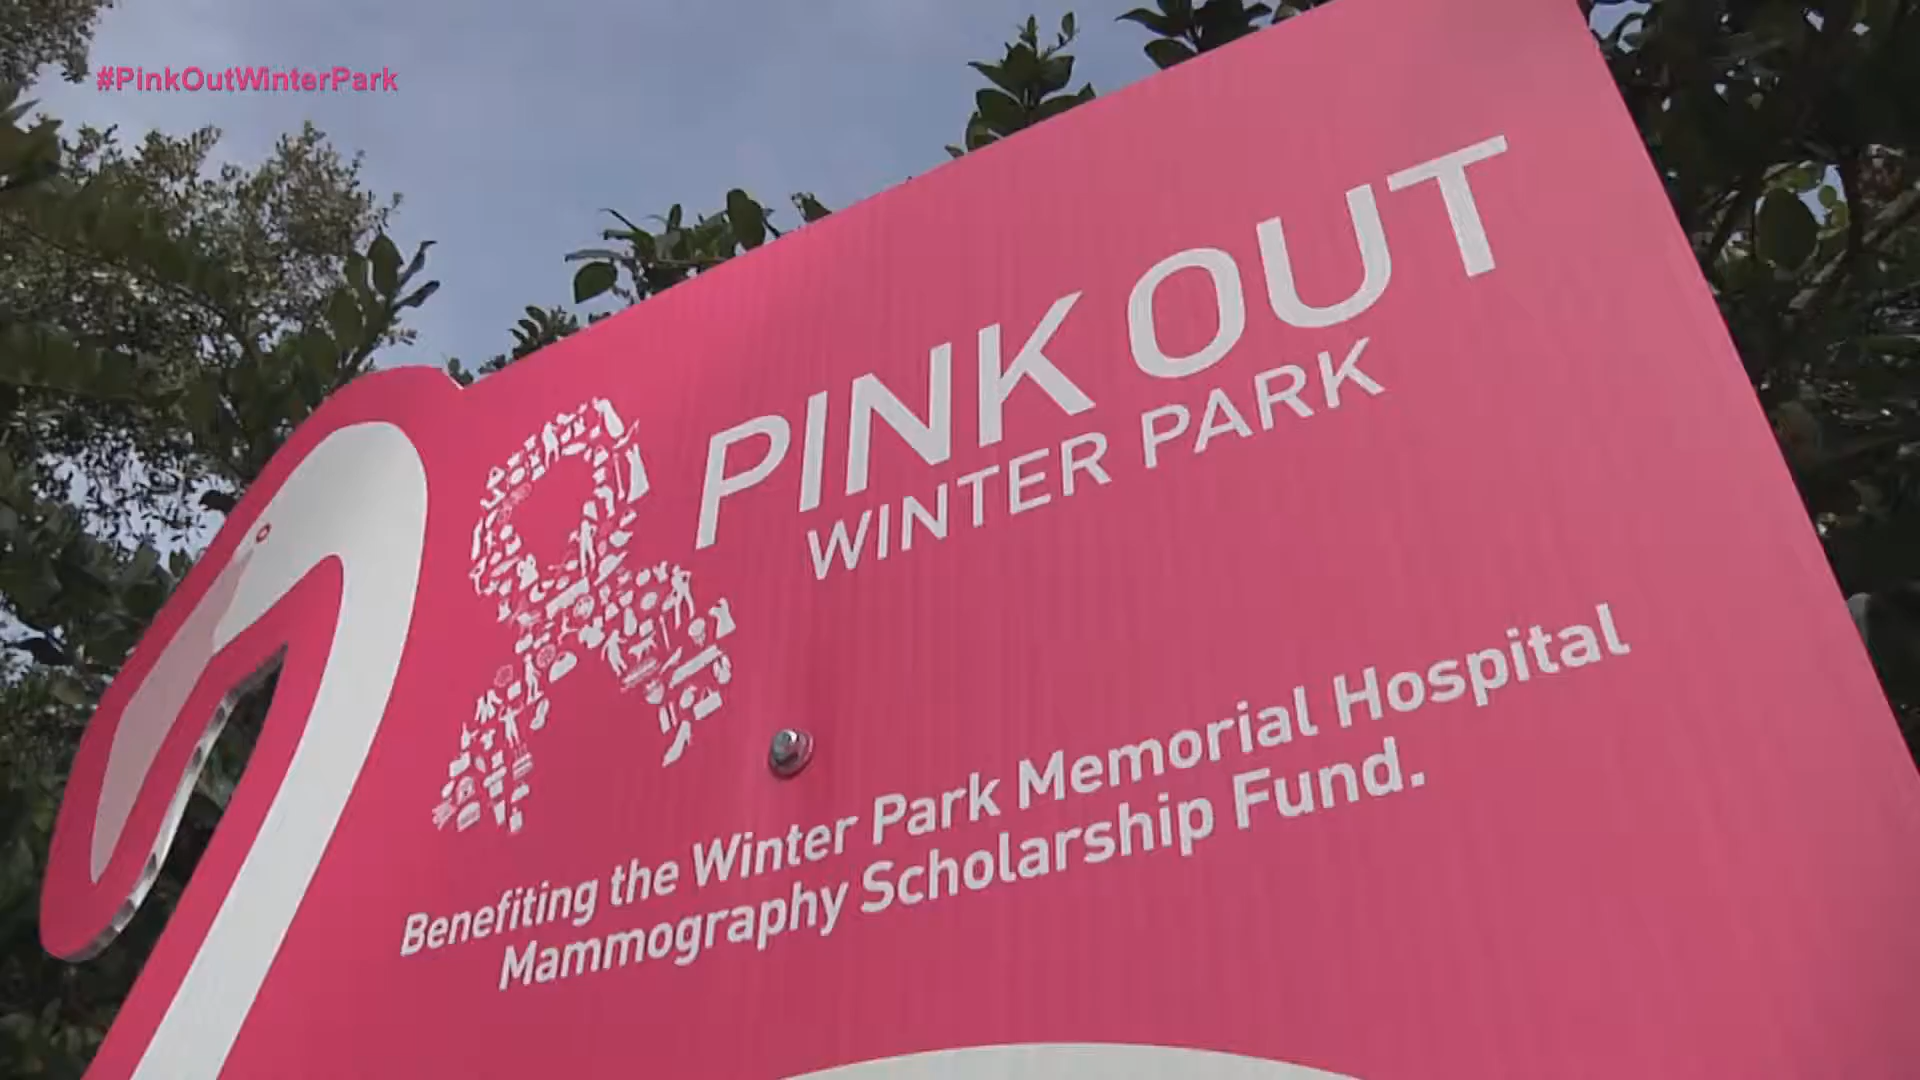 #PinkOutWinterPark
PINK OUT
WINTER PARK
Benefiting the Winter Park Memorial Hospital
Mammography Scholarship Fund.